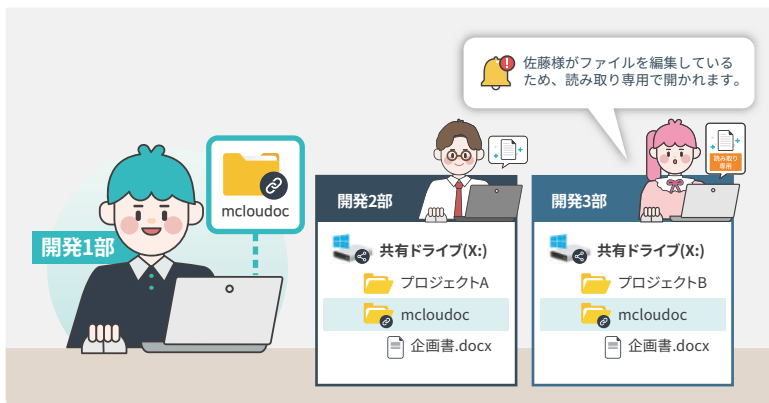 佐藤様がファイルを編集している
ため、読み取り専用で開かれます。
mcloudoc
開発1部
開発2部
共有ドライブ(X:)
プロジェクトA
mcloudoc
企画書.docx
読み取り
専用
開発3部
共有ドライブ(X:)
プロジェクトB
mcloudoc
企画書.docx